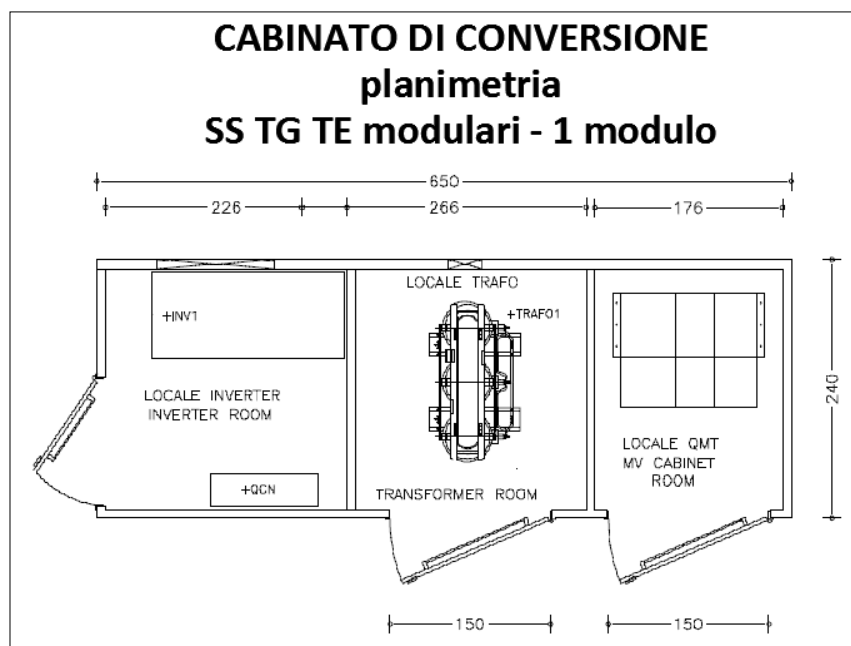 CABINATO DI CONVERSIONE
planimetria
SS TG TE modulari - 1 modulo
650
226
266
176
LOCALE TRAFO
+INV1
+TRAFO1
LOCALE INVERTER
INVERTER ROOM
240
LOCALE QMT
MV CABINET
ROOM
+QCN
TRANSFORMER ROOM
150
150